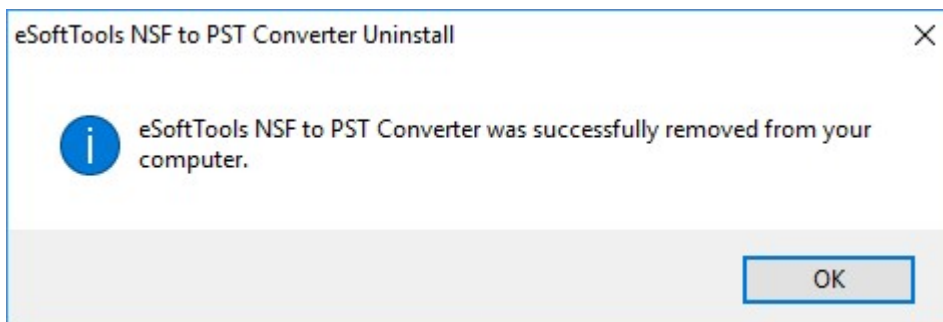 eSoftTools NSF to PST Converter Uninstall
eSoftTools NSF to PST Converter was successfully removed from your
computer.
OK